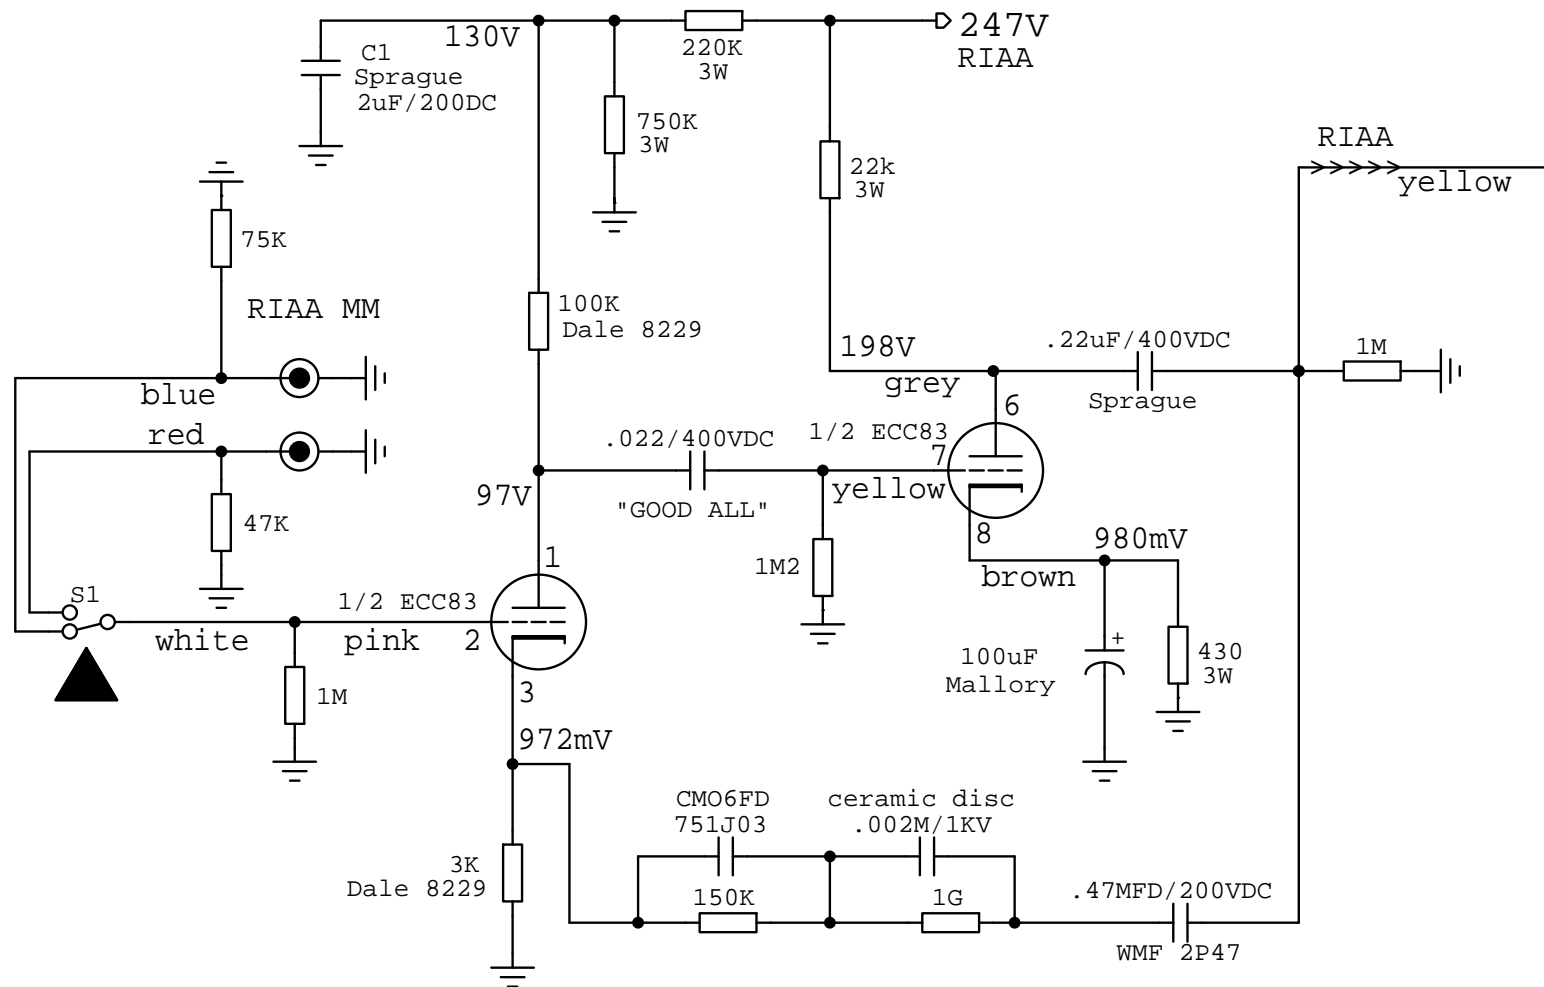 130V
C1
Sprague
2uF/200DC
220K
3W
247V
RIAA
750K
3W
22k
3W
RIAA
yellow
75K
RIAA MM
100K
Dale 8229
198V
grey
.22uF/400VDC
Sprague
1M
blue
red
47K
97V
.022/400VDC
"GOOD ALL"
1/2 ECC83
6
7
yellow
8
980mV
brown
1M2
1
S1
1/2 ECC83
white
pink
2
1M
3
+
100uF
Mallory
430
3W
972mV
CMO6FD
751J03
ceramic disc
.002M/1KV
3K
Dale 8229
150K
1G
.47MFD/200VDC
WMF 2P47